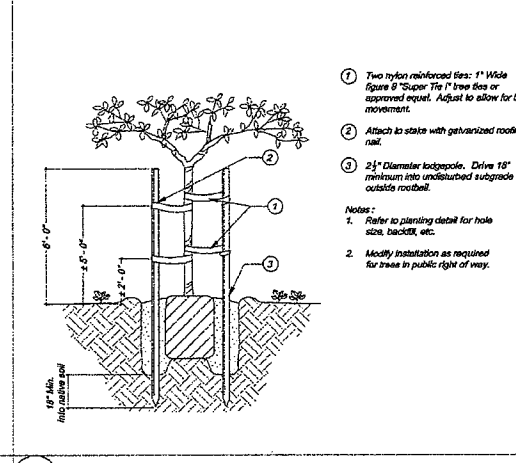 1 Two nylon reinforced ties: 1" Wide
figure 8 "Super Tie I" tree ties or
approved equal. Adjust to allow for
movement.
2 Attach to stake with galvanized
nail.
3 2½" Diameter lodgepole. Drive 18"
minimum into undisturbed subgrade
outside rootball.
Notes:
1. Refer to planting detail for hole
size, backfill, etc.
2. Modify installation as required
for trees in public right of way.
2
1
3
6'-0"
±5'-0"
±2'-0"
18" Min.
into native soil